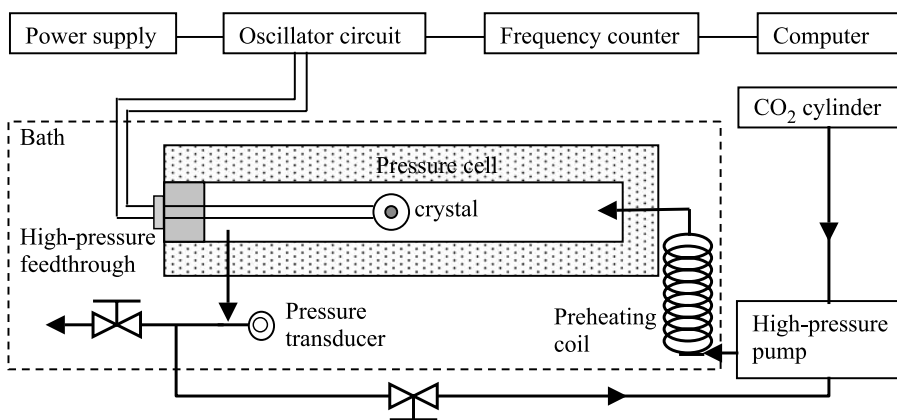 Power supply
Oscillator circuit
Frequency counter
Computer
CO₂ cylinder
Bath
Pressure cell
crystal
High-pressure
feedthrough
Pressure
transducer
Preheating
coil
High-pressure
pump